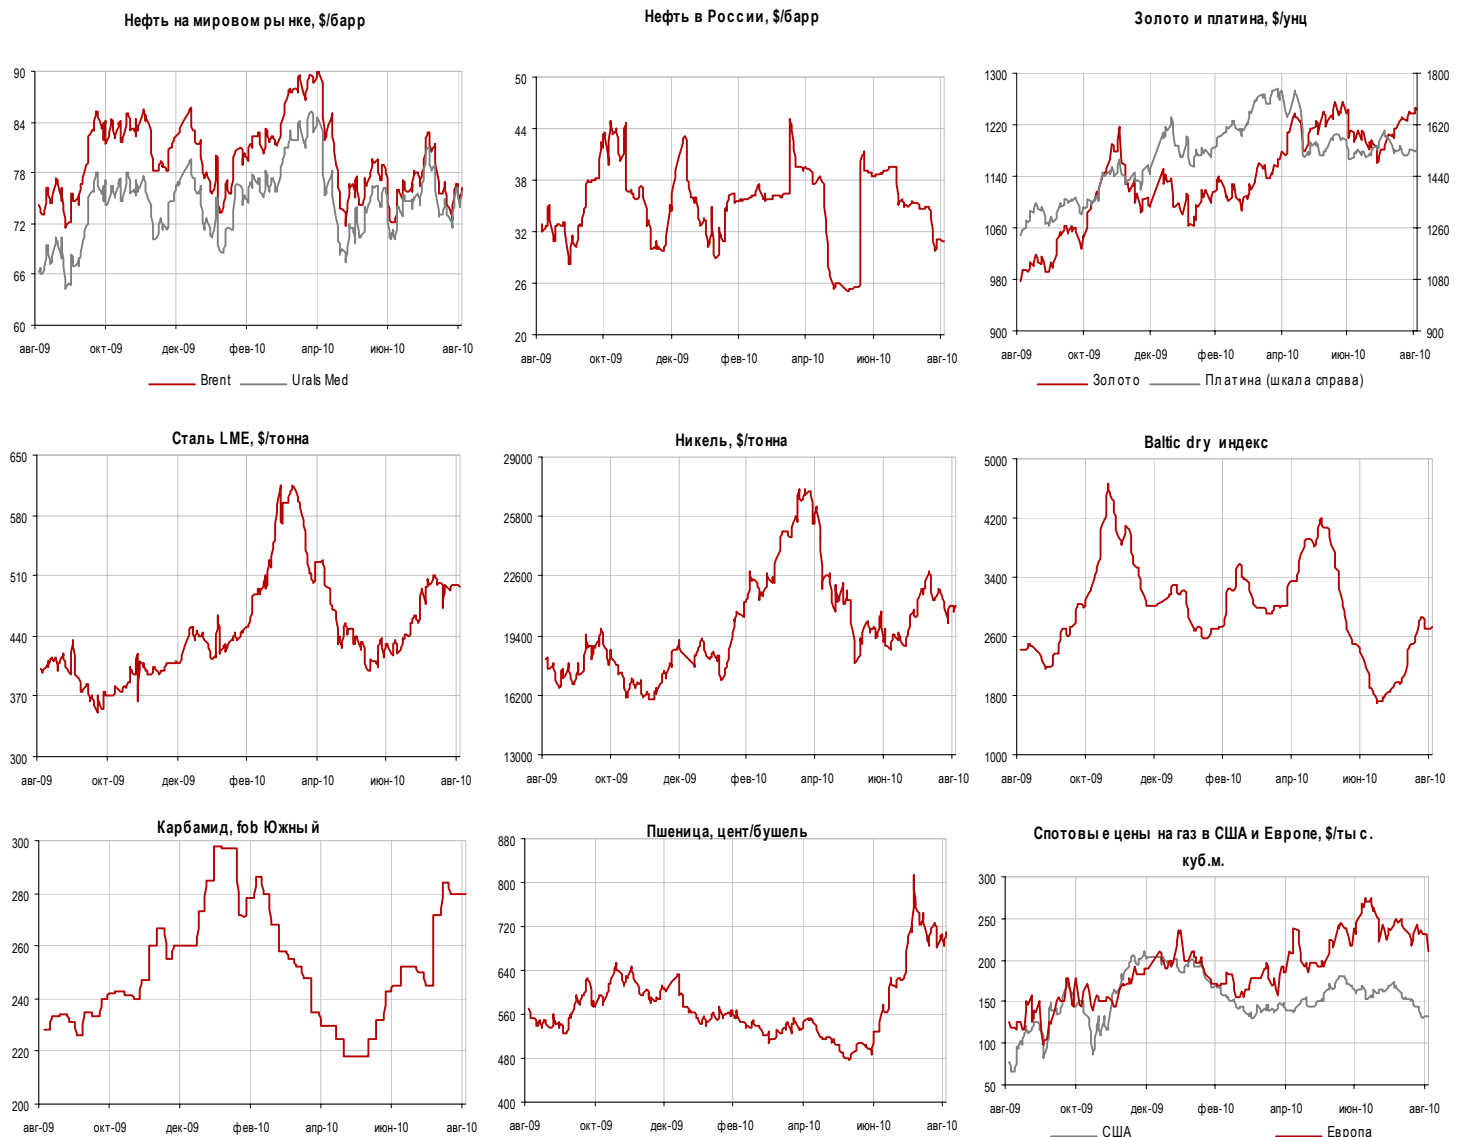 Нефть на мировом рынке, $/барр
90
84
78
72
66
60
авг-09 окт-09 дек-09 фев-10 апр-10 июн-10 авг-10
Brent Urals Med
Нефть в России, $/барр
50
44
38
32
26
20
авг-09 окт-09 дек-09 фев-10 апр-10 июн-10 авг-10
Золото и платина, $/унц
1300 1800
1220 1620
1140 1440
1060 1260
980 1080
900 900
авг-09 окт-09 дек-09 фев-10 апр-10 июн-10 авг-10
Золото Платина (шкала справа)
Сталь LME, $/тонна
650
580
510
440
370
300
авг-09 окт-09 дек-09 фев-10 апр-10 июн-10 авг-10
Никель, $/тонна
29000
25800
22600
19400
16200
13000
авг-09 окт-09 дек-09 фев-10 апр-10 июн-10 авг-10
Baltic dry индекс
5000
4200
3400
2600
1800
1000
авг-09 окт-09 дек-09 фев-10 апр-10 июн-10 авг-10
Карбамид, fob Южный
300
280
260
240
220
200
авг-09 окт-09 дек-09 фев-10 апр-10 июн-10 авг-10
Пшеница, цент/бушель
880
800
720
640
560
480
400
авг-09 окт-09 дек-09 фев-10 апр-10 июн-10 авг-10
Спотовые цены на газ в США и Европе, $/тыс.
куб.м.
300
250
200
150
100
50
авг-09 окт-09 дек-09 фев-10 апр-10 июн-10 авг-10
США Европа